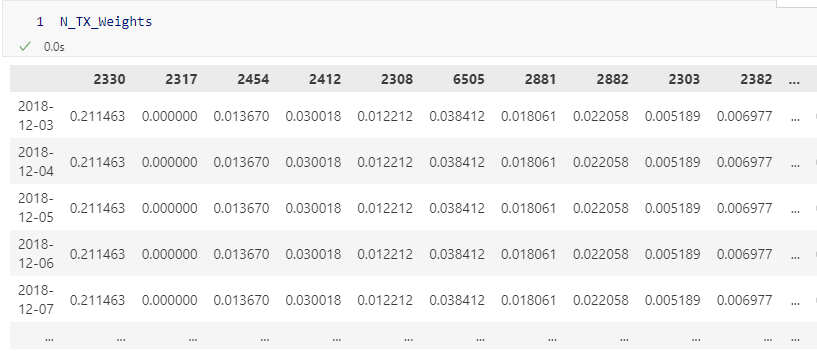 1 N_TX_Weights
✓ 0.0s
2330 2317 2454 2412 2308 6505 2881 2882 2303 2382 ...
2018-
12-03 0.211463 0.000000 0.013670 0.030018 0.012212 0.038412 0.018061 0.022058 0.005189 0.006977 ...
2018-
12-04 0.211463 0.000000 0.013670 0.030018 0.012212 0.038412 0.018061 0.022058 0.005189 0.006977 ...
2018-
12-05 0.211463 0.000000 0.013670 0.030018 0.012212 0.038412 0.018061 0.022058 0.005189 0.006977 ...
2018-
12-06 0.211463 0.000000 0.013670 0.030018 0.012212 0.038412 0.018061 0.022058 0.005189 0.006977 ...
2018-
12-07 0.211463 0.000000 0.013670 0.030018 0.012212 0.038412 0.018061 0.022058 0.005189 0.006977 ...
... ... ... ... ... ... ... ... ... ... ... ...